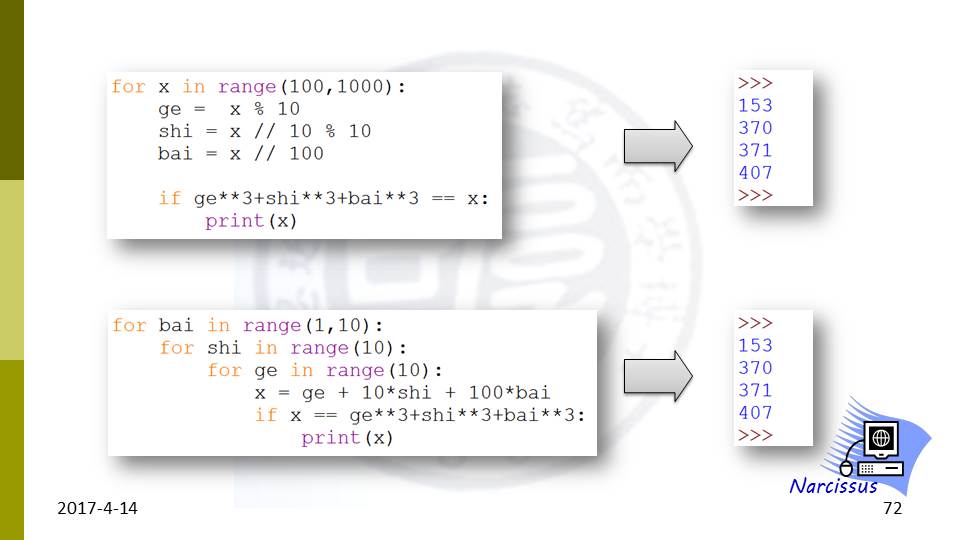 for x in range(100,1000):
    ge =  x % 10
    shi = x // 10 % 10
    bai = x // 100
    if ge**3+shi**3+bai**3 == x:
        print(x)
>>>
153
370
371
407
>>>
for bai in range(1,10):
    for shi in range(10):
        for ge in range(10):
            x = ge + 10*shi + 100*bai
            if x == ge**3+shi**3+bai**3:
                print(x)
>>>
153
370
371
407
>>>
Narcissus
2017-4-14
72